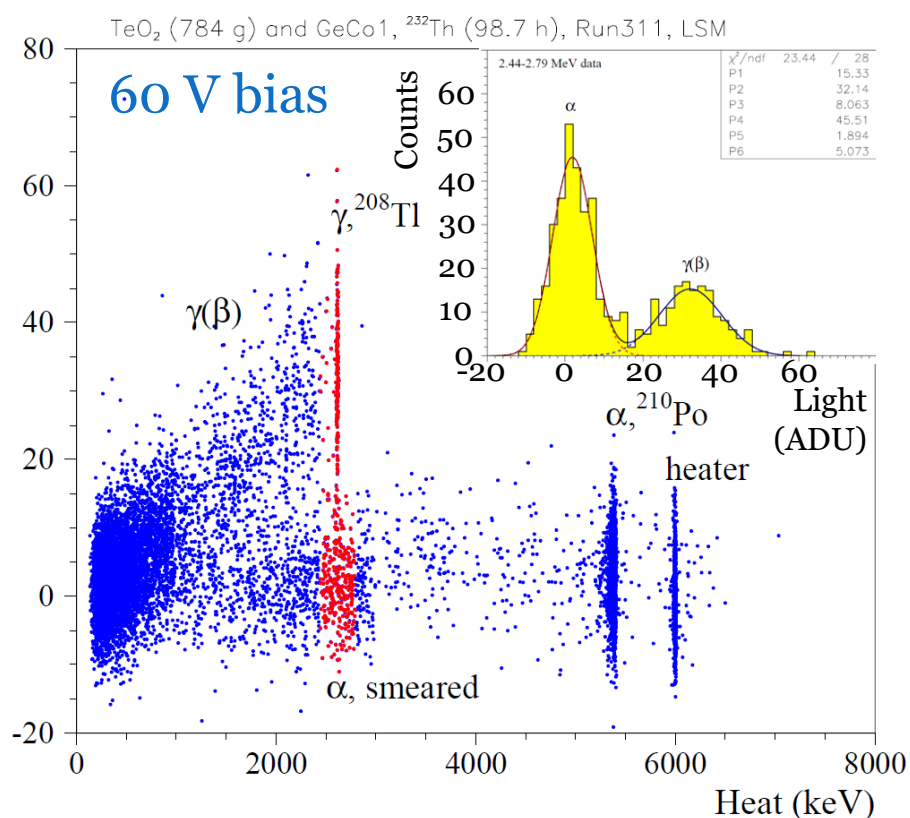 TeO₂ (784 g) and GeCo1, ²³²Th (98.7 h), Run311, LSM
60 V bias
80
60
40
20
0
-20
0
2000
4000
6000
8000
Heat (keV)
γ(β)
γ,²⁰⁸Tl
α, smeared
α,²¹⁰Po
heater
2.44-2.79 MeV data
χ²/ndf 23.44 / 28
P1 15.33
P2 32.14
P3 8.063
P4 45.51
P5 1.894
P6 5.073
Counts
60
50
40
30
20
10
0
-20
0
20
40
60
α
γ(β)
Light
(ADU)